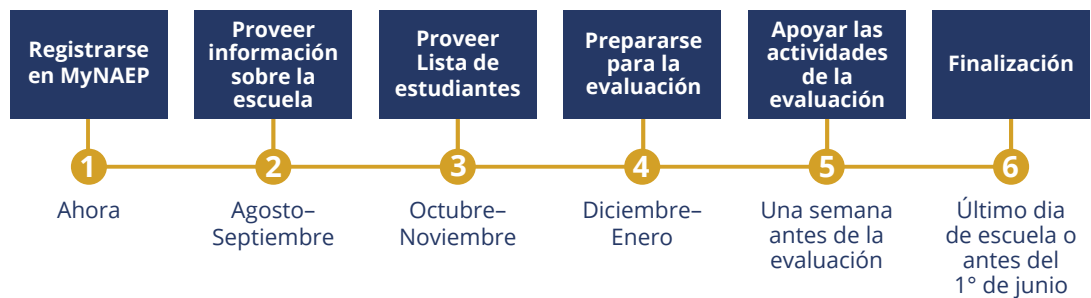 Registrarse
en MyNAEP
Proveer
información
sobre la
escuela
Proveer
Lista de
estudiantes
Prepararse
para la
evaluación
Apoyar las
actividades
de la
evaluación
Finalización
1
2
3
4
5
6
Ahora
Agosto–
Septiembre
Octubre–
Noviembre
Diciembre–
Enero
Una semana
antes de la
evaluación
Último dia
de escuela o
antes del
1° de junio